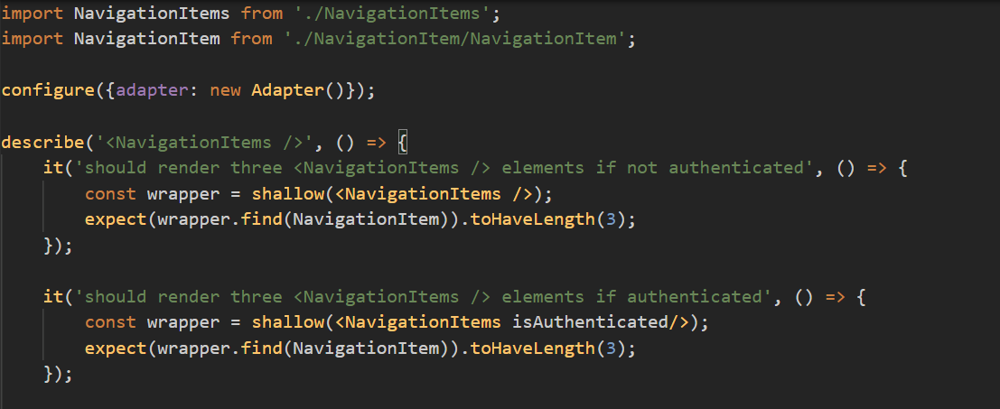 import NavigationItems from './NavigationItems';
import NavigationItem from './NavigationItem/NavigationItem';
configure({adapter: new Adapter()});
describe('<NavigationItems />', () => {
it('should render three <NavigationItems /> elements if not authenticated', () => {
const wrapper = shallow(<NavigationItems />);
expect(wrapper.find(NavigationItem)).toHaveLength(3);
});
it('should render three <NavigationItems /> elements if authenticated', () => {
const wrapper = shallow(<NavigationItems isAuthenticated/>);
expect(wrapper.find(NavigationItem)).toHaveLength(3);
});